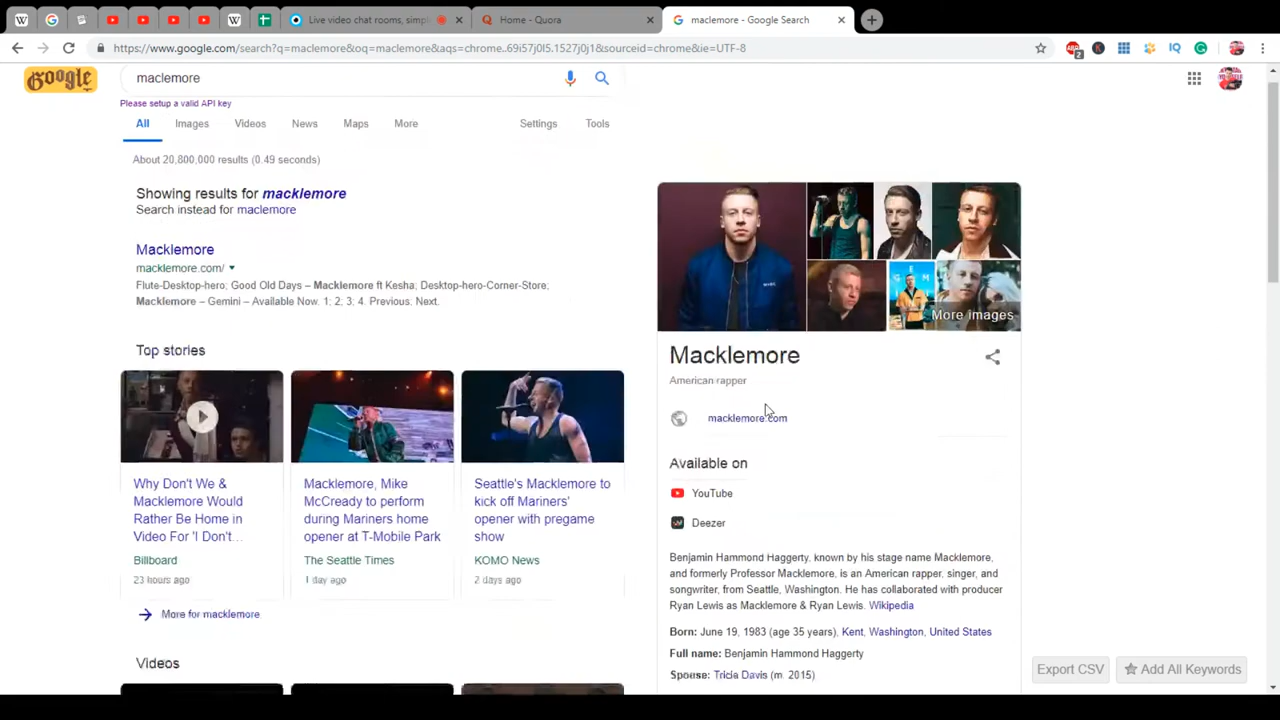 Live video chat rooms, simpl
Home - Quora
maclemore - Google Search
https://www.google.com/search?q=maclemore&oq=maclemore&aqs=chrome..69i57j0l5.1527j0j1&sourceid=chrome&ie=UTF-8
2
Google
maclemore
Please setup a valid API key
All Images Videos News Maps More Settings Tools
About 20,800,000 results (0.49 seconds)
Showing results for macklemore
Search instead for maclemore
Macklemore
macklemore.com/
Flute-Desktop-hero; Good Old Days – Macklemore ft Kesha; Desktop-hero-Corner-Store;
Macklemore – Gemini – Available Now. 1; 2; 3; 4. Previous; Next.
Top stories
Why Don't We &
Macklemore Would
Rather Be Home in
Video For 'I Don't...
Billboard
23 hours ago
Macklemore, Mike
McCready to perform
during Mariners home
opener at T-Mobile Park
The Seattle Times
1 day ago
Seattle's Macklemore to
kick off Mariners'
opener with pregame
show
KOMO News
2 days ago
More for macklemore
Videos
More images
Macklemore
American rapper
macklemore.com
Available on
YouTube
Deezer
Benjamin Hammond Haggerty, known by his stage name Macklemore,
and formerly Professor Macklemore, is an American rapper, singer, and
songwriter, from Seattle, Washington. He has collaborated with producer
Ryan Lewis as Macklemore & Ryan Lewis. Wikipedia
Born: June 19, 1983 (age 35 years), Kent, Washington, United States
Full name: Benjamin Hammond Haggerty
Spouse: Tricia Davis (m. 2015)
Export CSV
Add All Keywords